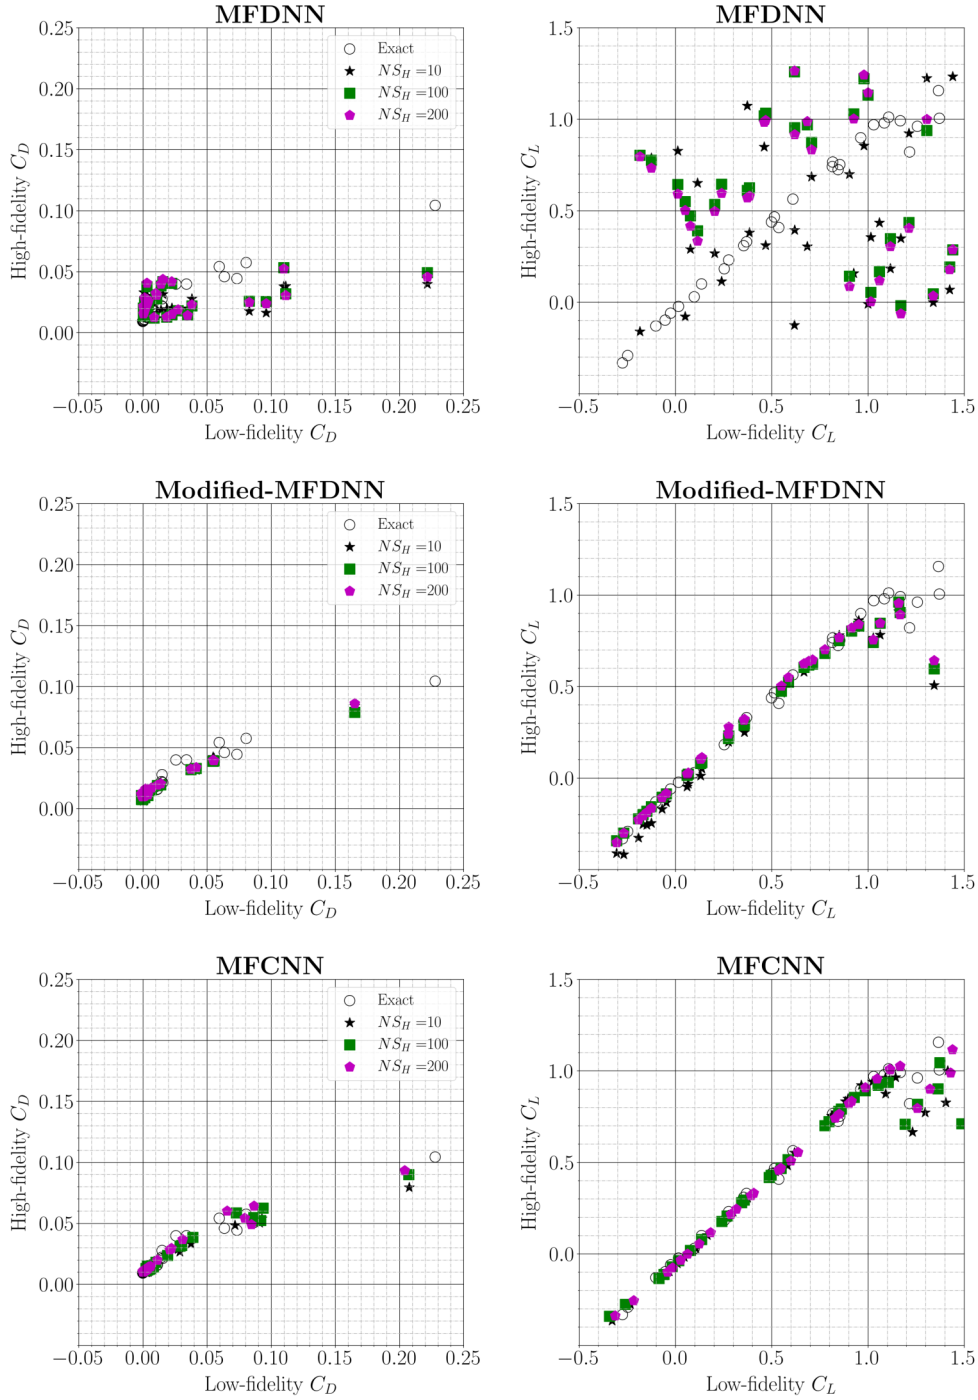 MFDNN
0.25
0.20
0.15
0.10
0.05
0.00
High-fidelity C_D
−0.05 0.00 0.05 0.10 0.15 0.20 0.25
Low-fidelity C_D
Exact
NS_H =10
NS_H =100
NS_H =200
MFDNN
1.5
1.0
0.5
0.0
High-fidelity C_L
−0.5 0.0 0.5 1.0 1.5
Low-fidelity C_L
Modified-MFDNN
0.25
0.20
0.15
0.10
0.05
0.00
High-fidelity C_D
−0.05 0.00 0.05 0.10 0.15 0.20 0.25
Low-fidelity C_D
Exact
NS_H =10
NS_H =100
NS_H =200
Modified-MFDNN
1.5
1.0
0.5
0.0
High-fidelity C_L
−0.5 0.0 0.5 1.0 1.5
Low-fidelity C_L
MFCNN
0.25
0.20
0.15
0.10
0.05
0.00
High-fidelity C_D
−0.05 0.00 0.05 0.10 0.15 0.20 0.25
Low-fidelity C_D
Exact
NS_H =10
NS_H =100
NS_H =200
MFCNN
1.5
1.0
0.5
0.0
High-fidelity C_L
−0.5 0.0 0.5 1.0 1.5
Low-fidelity C_L